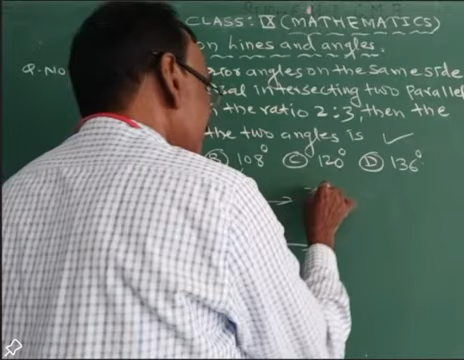 CLASS: IX (MATHEMATICS)
on Lines and angles.
Q.NO
ior angles on the same side
sal intersecting two parallel
the ratio 2:3, then the
the two angles is ✓
(B) 108° (C) 120° (D) 136°